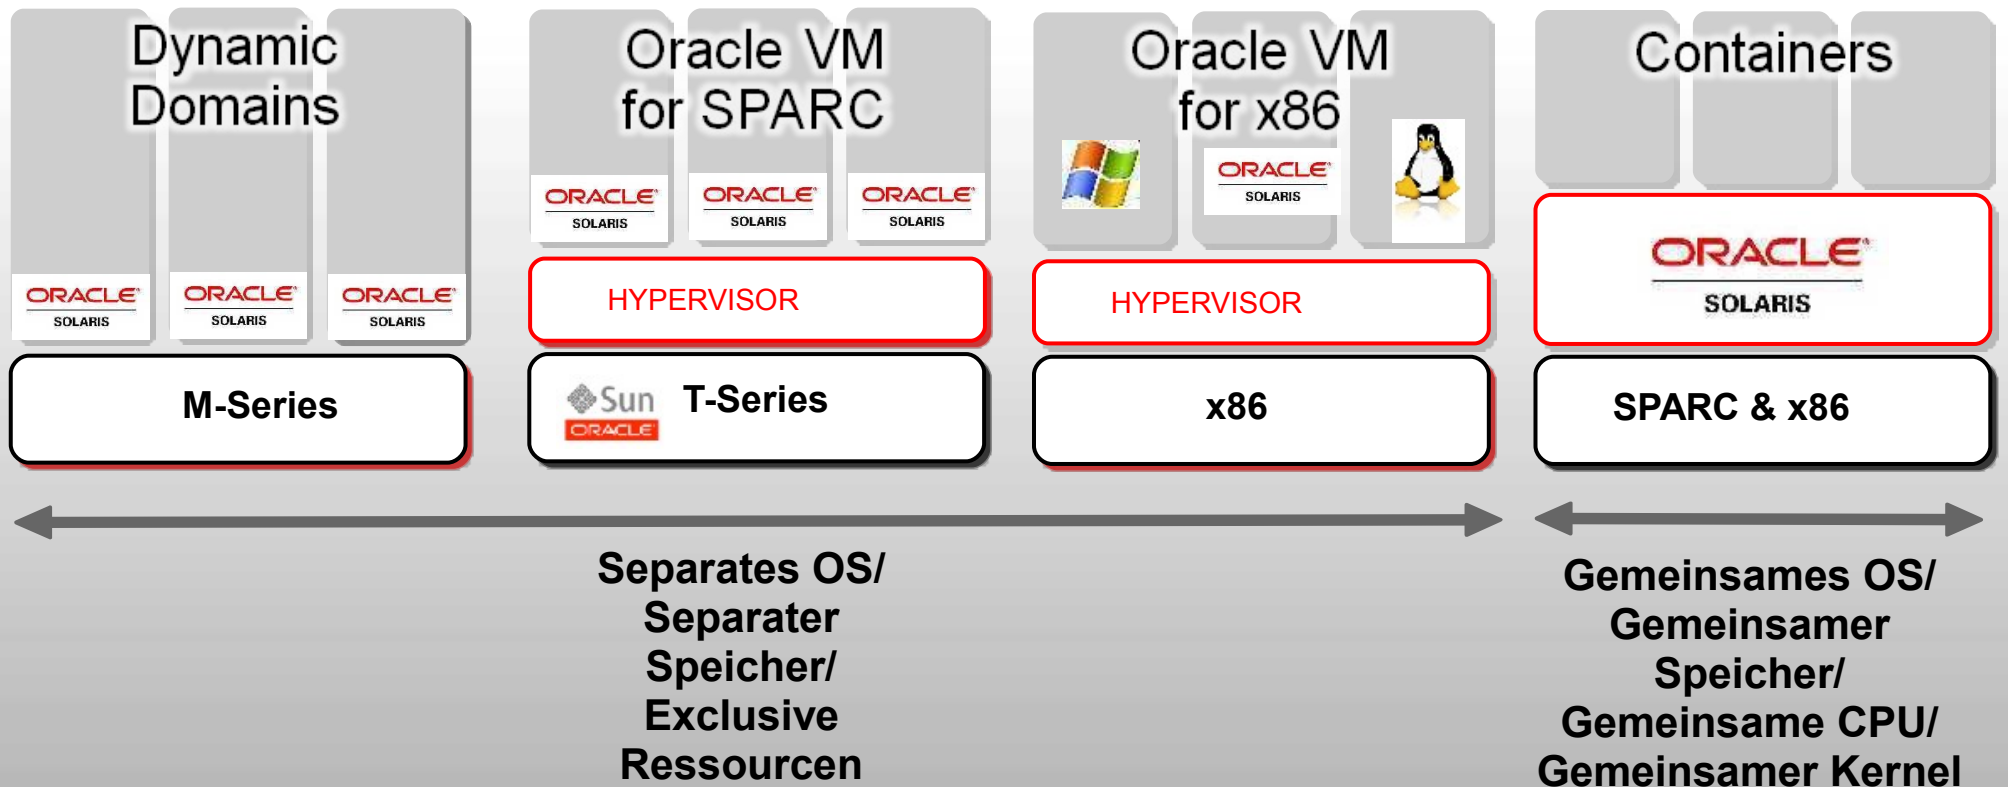 Dynamic
Domains
ORACLE
SOLARIS
ORACLE
SOLARIS
ORACLE
SOLARIS
M-Series
Oracle VM
for SPARC
ORACLE
SOLARIS
ORACLE
SOLARIS
ORACLE
SOLARIS
HYPERVISOR
Sun
ORACLE
T-Series
Oracle VM
for x86
ORACLE
SOLARIS
HYPERVISOR
x86
Containers
ORACLE
SOLARIS
SPARC & x86
Separates OS/
Separater
Speicher/
Exclusive
Ressourcen
Gemeinsames OS/
Gemeinsamer
Speicher/
Gemeinsame CPU/
Gemeinsamer Kernel